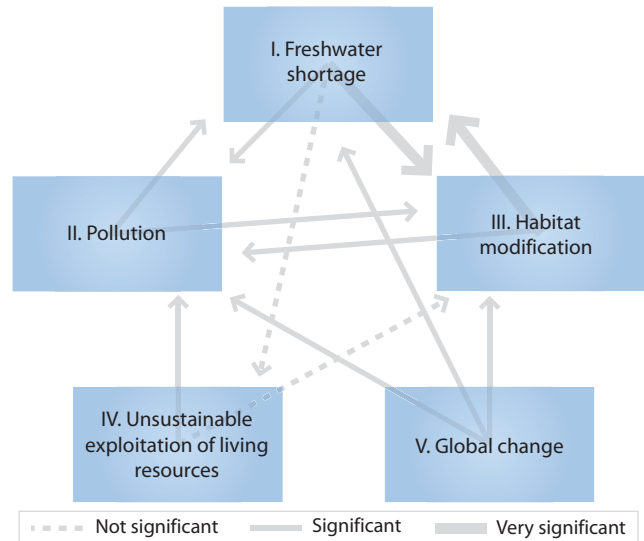 I. Freshwater
shortage
II. Pollution
III. Habitat
modification
IV. Unsustainable
exploitation of living
resources
V. Global change
Not significant
Significant
Very significant